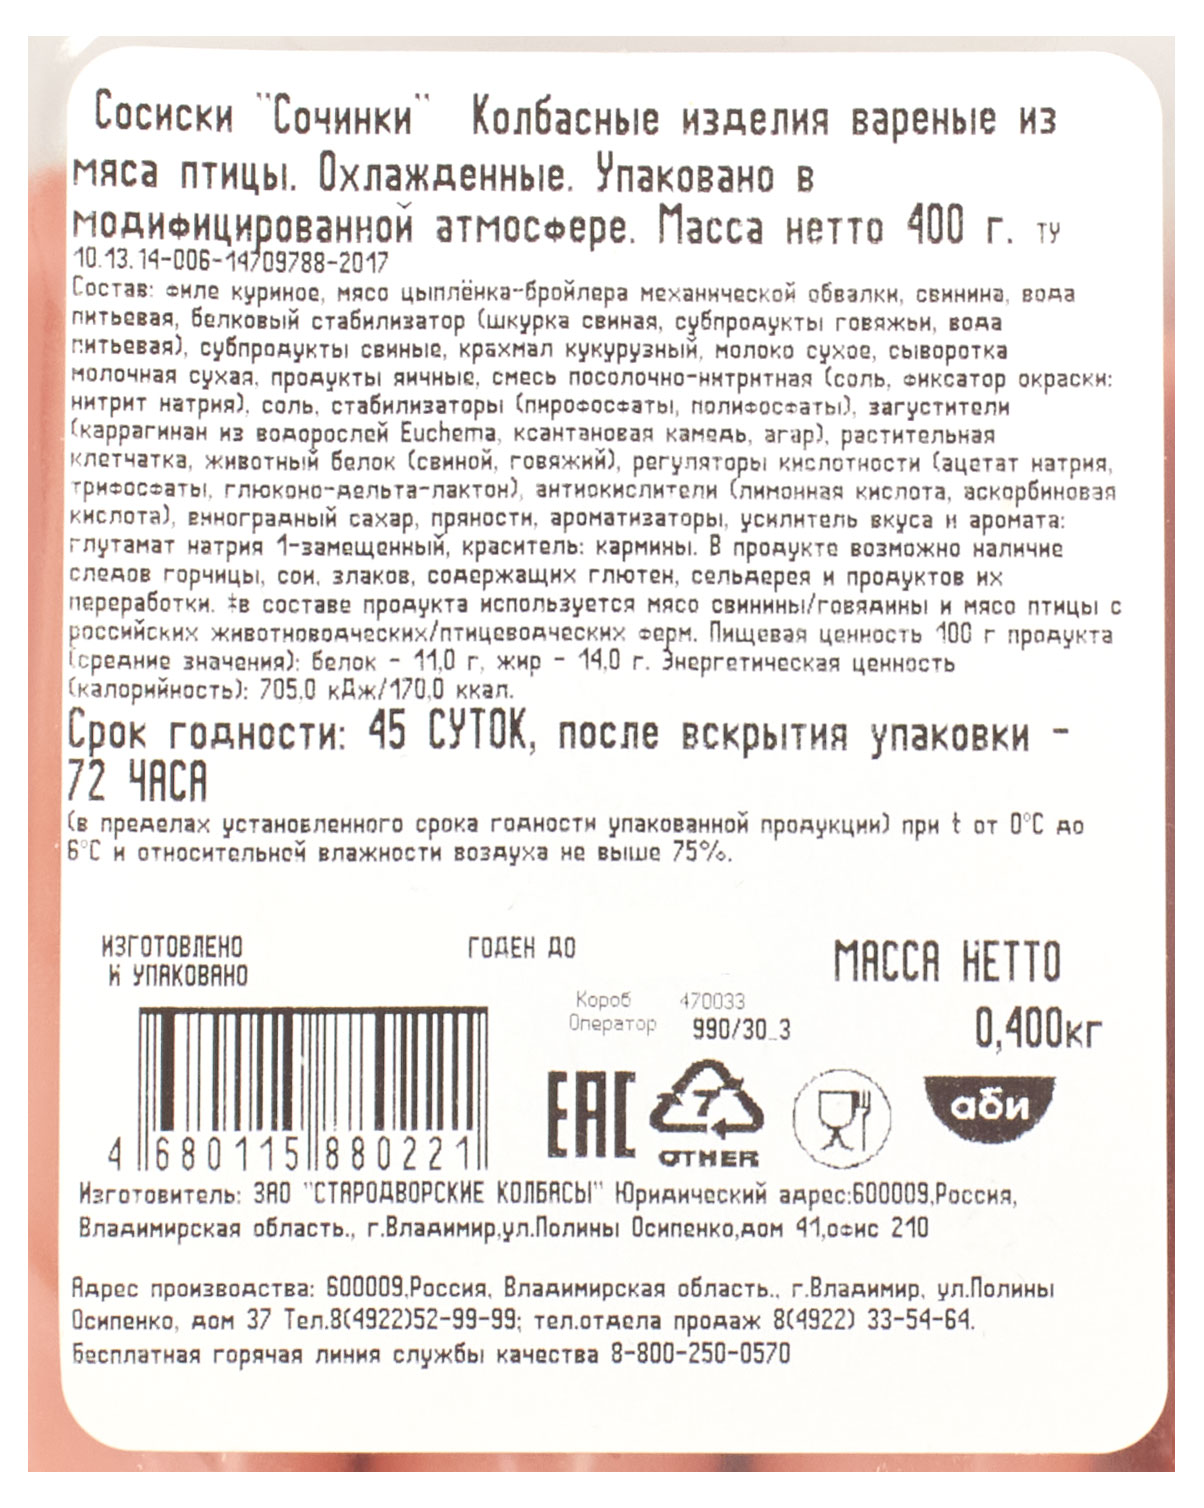 Сосиски "Сочинки" Колбасные изделия вареные из
мяса птицы. Охлажденные. Упаковано в
модифицированной атмосфере. Масса нетто 400 г. ТУ
10.13.14-006-14709788-2017
Состав: филе куриное, мясо цыплёнка-бройлера механической обвалки, свинина, вода
питьевая, белковый стабилизатор (шкурка свиная, субпродукты говяжьи, вода
питьевая), субпродукты свиные, крахмал кукурузный, молоко сухое, сыворотка
молочная сухая, продукты яичные, смесь посолочно-нитритная (соль, фиксатор окраски:
нитрит натрия), соль, стабилизаторы (пирофосфаты, полифосфаты), загустители
(каррагинан из водорослей Euchema, ксантановая камедь, агар), растительная
клетчатка, животный белок (свиной, говяжий), регуляторы кислотности (ацетат натрия,
трифосфаты, глюконо-дельта-лактон), антиокислители (лимонная кислота, аскорбиновая
кислота), виноградный сахар, пряности, ароматизаторы, усилитель вкуса и аромата:
глутамат натрия 1-замещенный, краситель: кармины. В продукте возможно наличие
следов горчицы, сои, злаков, содержащих глютен, сельдерея и продуктов их
переработки. *в составе продукта используется мясо свинины/говядины и мясо птицы с
российских животноводческих/птицеводческих ферм. Пищевая ценность 100 г продукта
(средние значения): белок - 11,0 г, жир - 14,0 г. Энергетическая ценность
(калорийность): 705,0 кДж/170,0 ккал.
Срок годности: 45 СУТОК, после вскрытия упаковки -
72 ЧАСА
(в пределах установленного срока годности упакованной продукции) при t от 0°С до
6°С и относительной влажности воздуха не выше 75%.
ИЗГОТОВЛЕНО
И УПАКОВАНО
ГОДЕН ДО
МАССА НЕТТО
Короб 470033
Оператор 990/30_3
0,400кг
ЕАС
7
OTHER
аби
4 680115 880221
Изготовитель: ЗАО "СТАРОДВОРСКИЕ КОЛБАСЫ" Юридический адрес:600009,Россия,
Владимирская область., г.Владимир,ул.Полины Осипенко,дом 41,офис 210
Адрес производства: 600009,Россия, Владимирская область., г.Владимир, ул.Полины
Осипенко, дом 37 Тел.8(4922)52-99-99; тел.отдела продаж 8(4922) 33-54-64.
Бесплатная горячая линия службы качества 8-800-250-0570